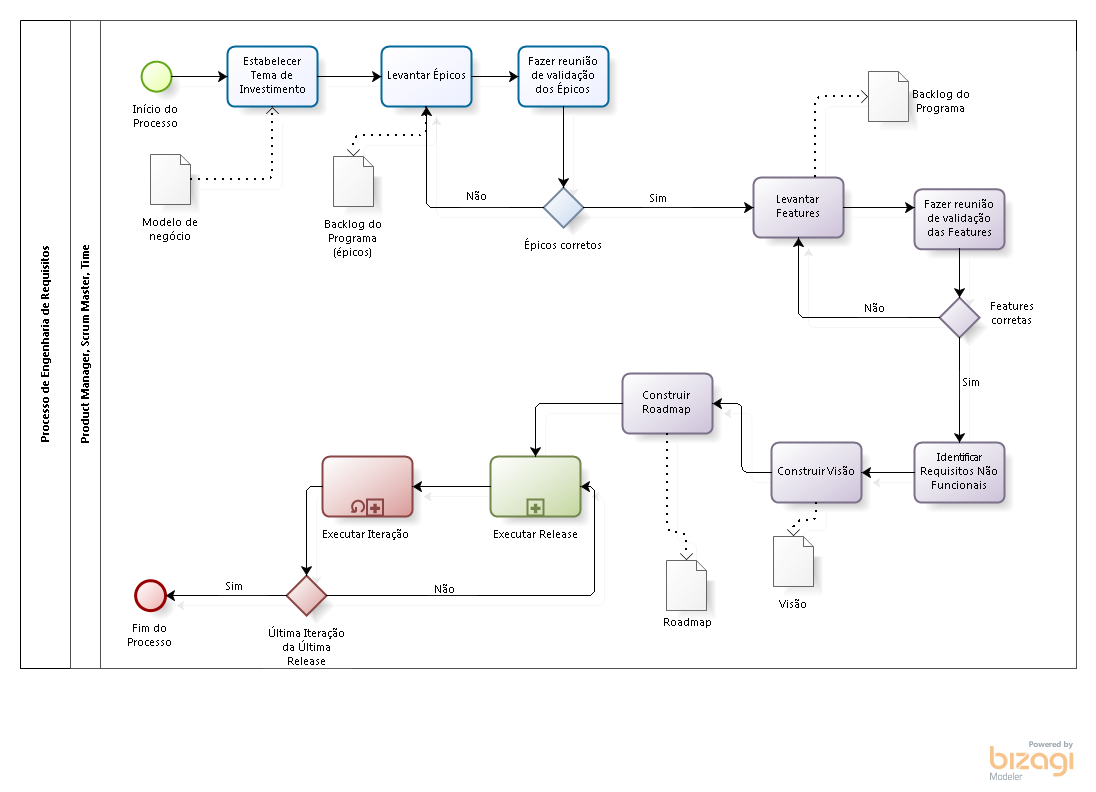 Processo de Engenharia de Requisitos
Product Manager, Scrum Master, Time
Início do
Processo
Estabelecer
Tema de
Investimento
Levantar Épicos
Fazer reunião
de validação
dos Épicos
Modelo de
negócio
Backlog do
Programa
(épicos)
Não
Épicos corretos
Sim
Levantar
Features
Backlog do
Programa
Fazer reunião
de validação
das Features
Não
Features
corretas
Sim
Identificar
Requisitos Não
Funcionais
Construir Visão
Visão
Construir
Roadmap
Roadmap
Executar Release
Executar Iteração
Não
Última Iteração
da Última
Release
Sim
Fim do
Processo
Powered by
bizagi
Modeler